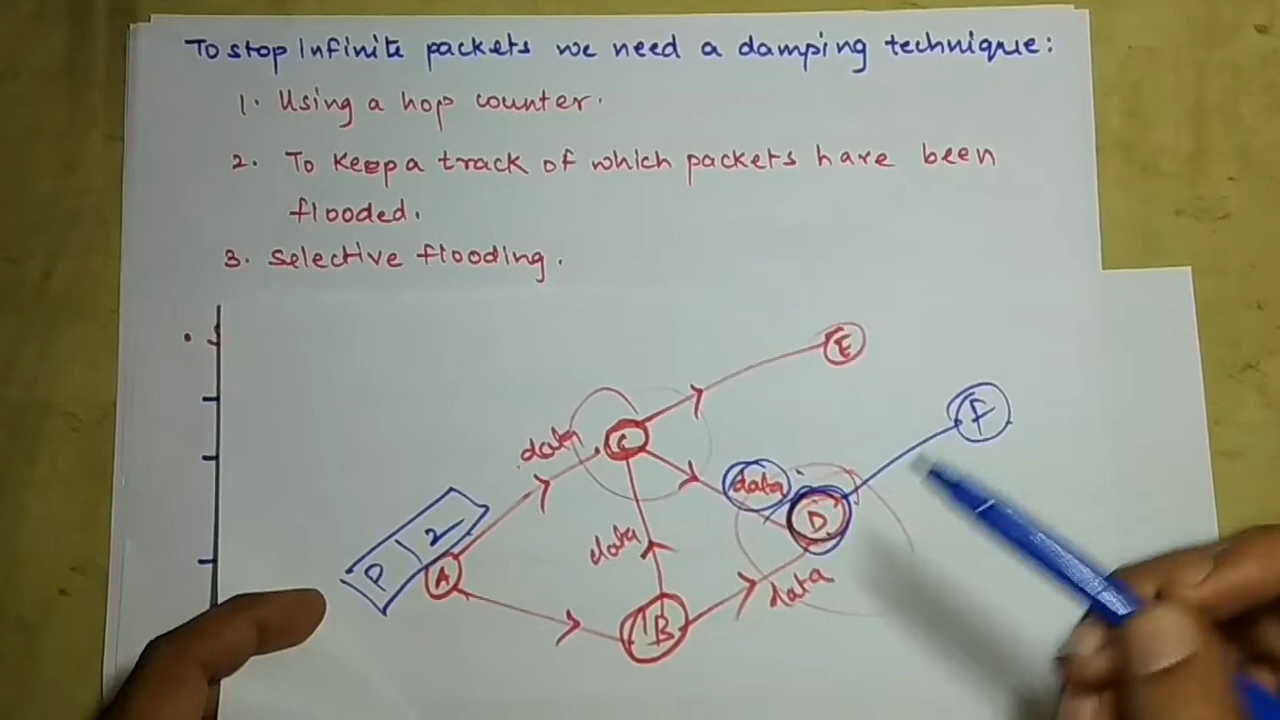 To stop infinite packets we need a damping technique:
1. Using a hop counter.
2. To keep a track of which packets have been
flooded.
3. Selective flooding.
E
F
data
C
data
P 2
D
data
A
data
B